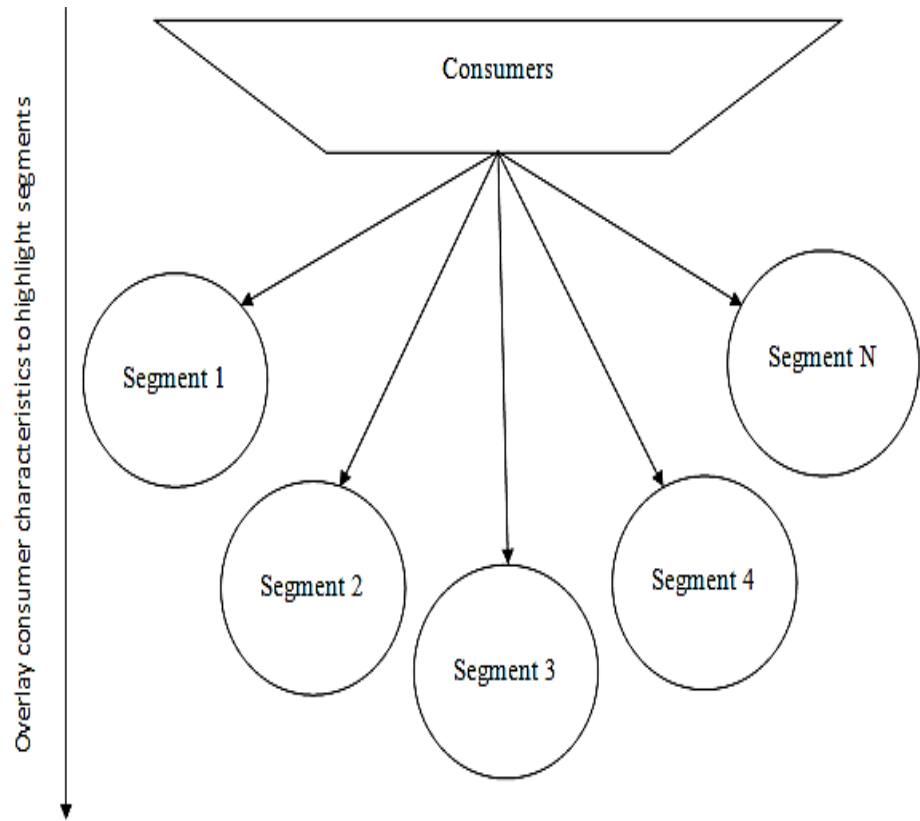 Overlay consumer characteristics to highlight segments
Consumers
Segment 1
Segment N
Segment 2
Segment 4
Segment 3